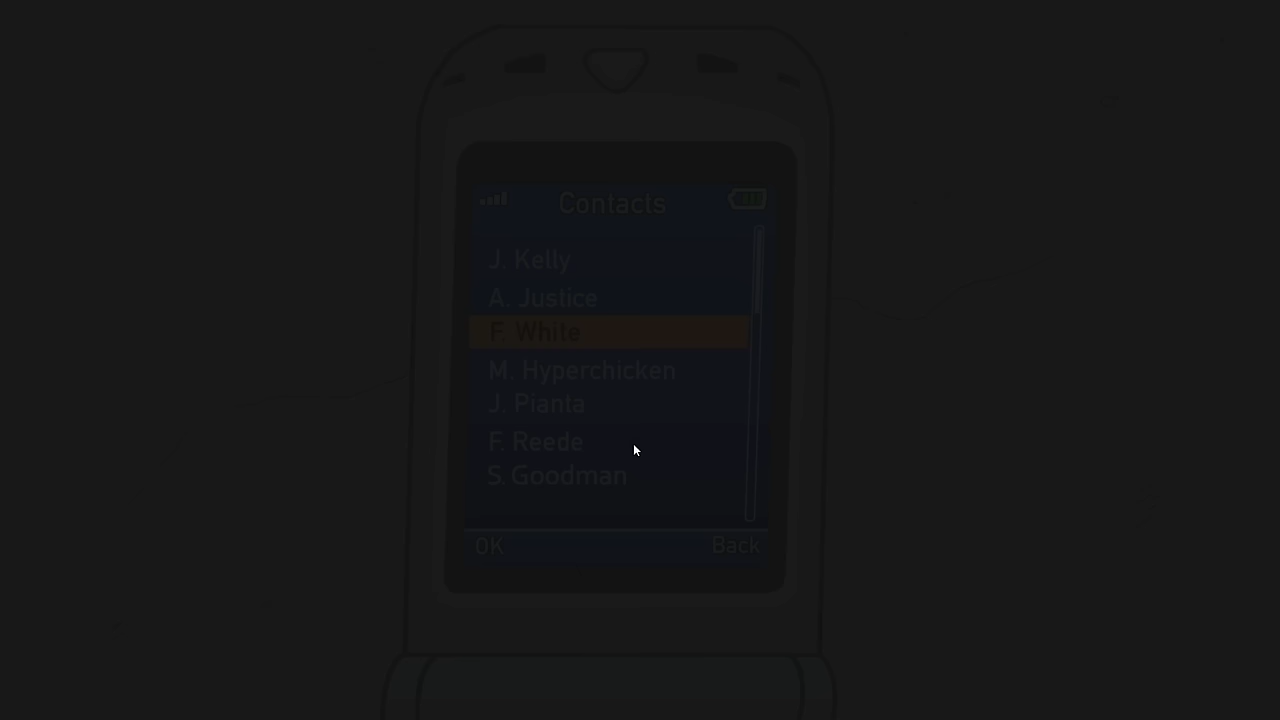 Contacts
J. Kelly
A. Justice
F. White
M. Hyperchicken
J. Pianta
F. Reede
S. Goodman
OK Back